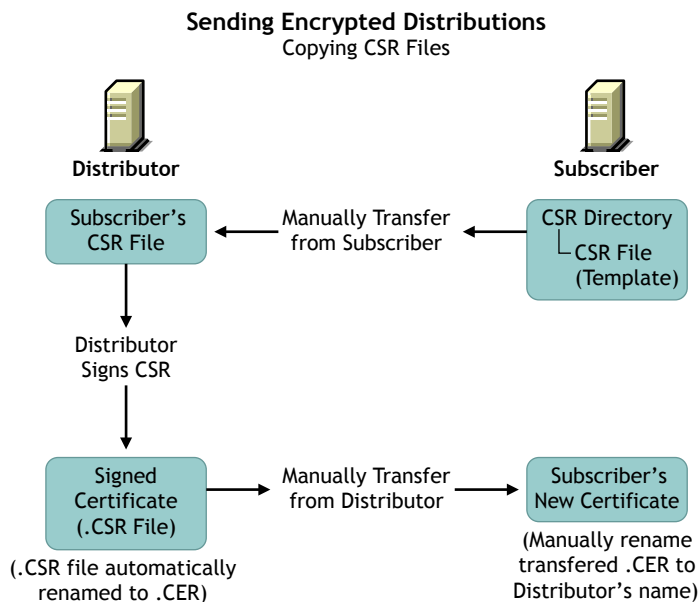 Sending Encrypted Distributions
Copying CSR Files
Distributor
Subscriber
Subscriber's
CSR File
Manually Transfer
from Subscriber
CSR Directory
CSR File
(Template)
Distributor
Signs CSR
Signed
Certificate
(.CSR File)
Manually Transfer
from Distributor
Subscriber's
New Certificate
(.CSR file automatically
renamed to .CER)
(Manually rename
transfered .CER to
Distributor's name)